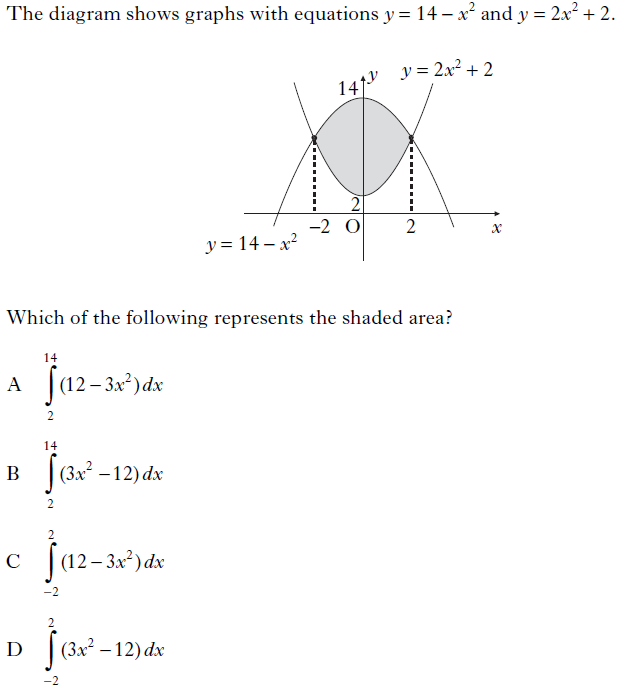 The diagram shows graphs with equations y = 14 – x² and y = 2x² + 2.
y = 2x² + 2
y
14
2
–2 O 2 x
y = 14 – x²
Which of the following represents the shaded area?
A ∫₂¹⁴ (12 – 3x²) dx
B ∫₂¹⁴ (3x² – 12) dx
C ∫₋₂² (12 – 3x²) dx
D ∫₋₂² (3x² – 12) dx